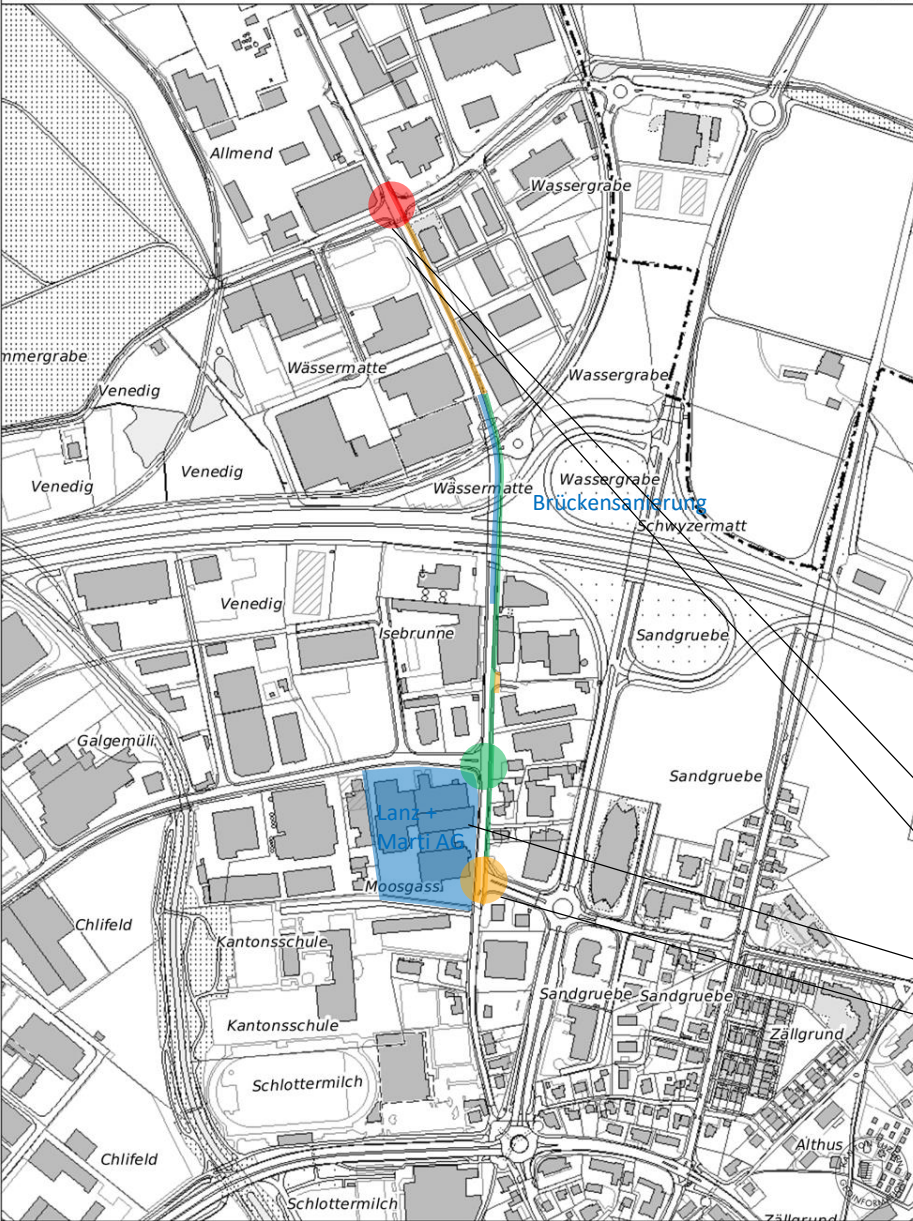 Allmend
Wassergrabe
mmergrabe
Wässermatte
Venedig
Wassergrabe
Venedig
Venedig
Wässermatte
Wassergrabe
Brückensanierung
Schwyzermatt
Venedig
Isebrunne
Sandgruebe
Galgemüli
Sandgruebe
Lanz +
Marti AG
Moosgass
Chlifeld
Kantonsschule
Sandgruebe
Sandgruebe
Kantonsschule
Zällgrund
Schlottermilch
Althus
Chlifeld
Schlottermilch
Zällgrund